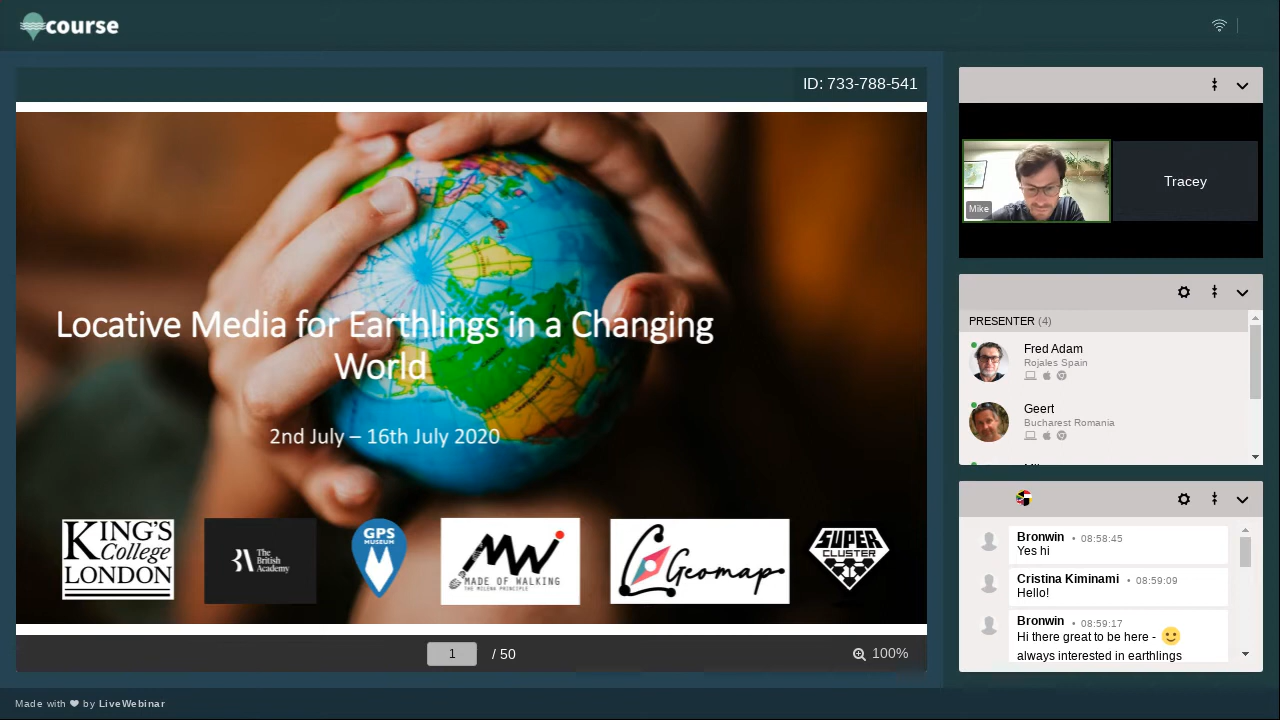 course
ID: 733-788-541
Locative Media for Earthlings in a Changing
World
2nd July – 16th July 2020
KING'S
College
LONDON
The
British
Academy
GPS
MUSEUM
MADE OF WALKING
THE MILENA PRINCIPLE
Geomap
SUPER
CLUSTER
1 / 50
100%
Made with ❤ by LiveWebinar
Mike
Tracey
PRESENTER (4)
Fred Adam
Rojales Spain
Geert
Bucharest Romania
Bronwin • 08:58:45
Yes hi
Cristina Kiminami • 08:59:09
Hello!
Bronwin • 08:59:17
Hi there great to be here - 🙂
always interested in earthlings